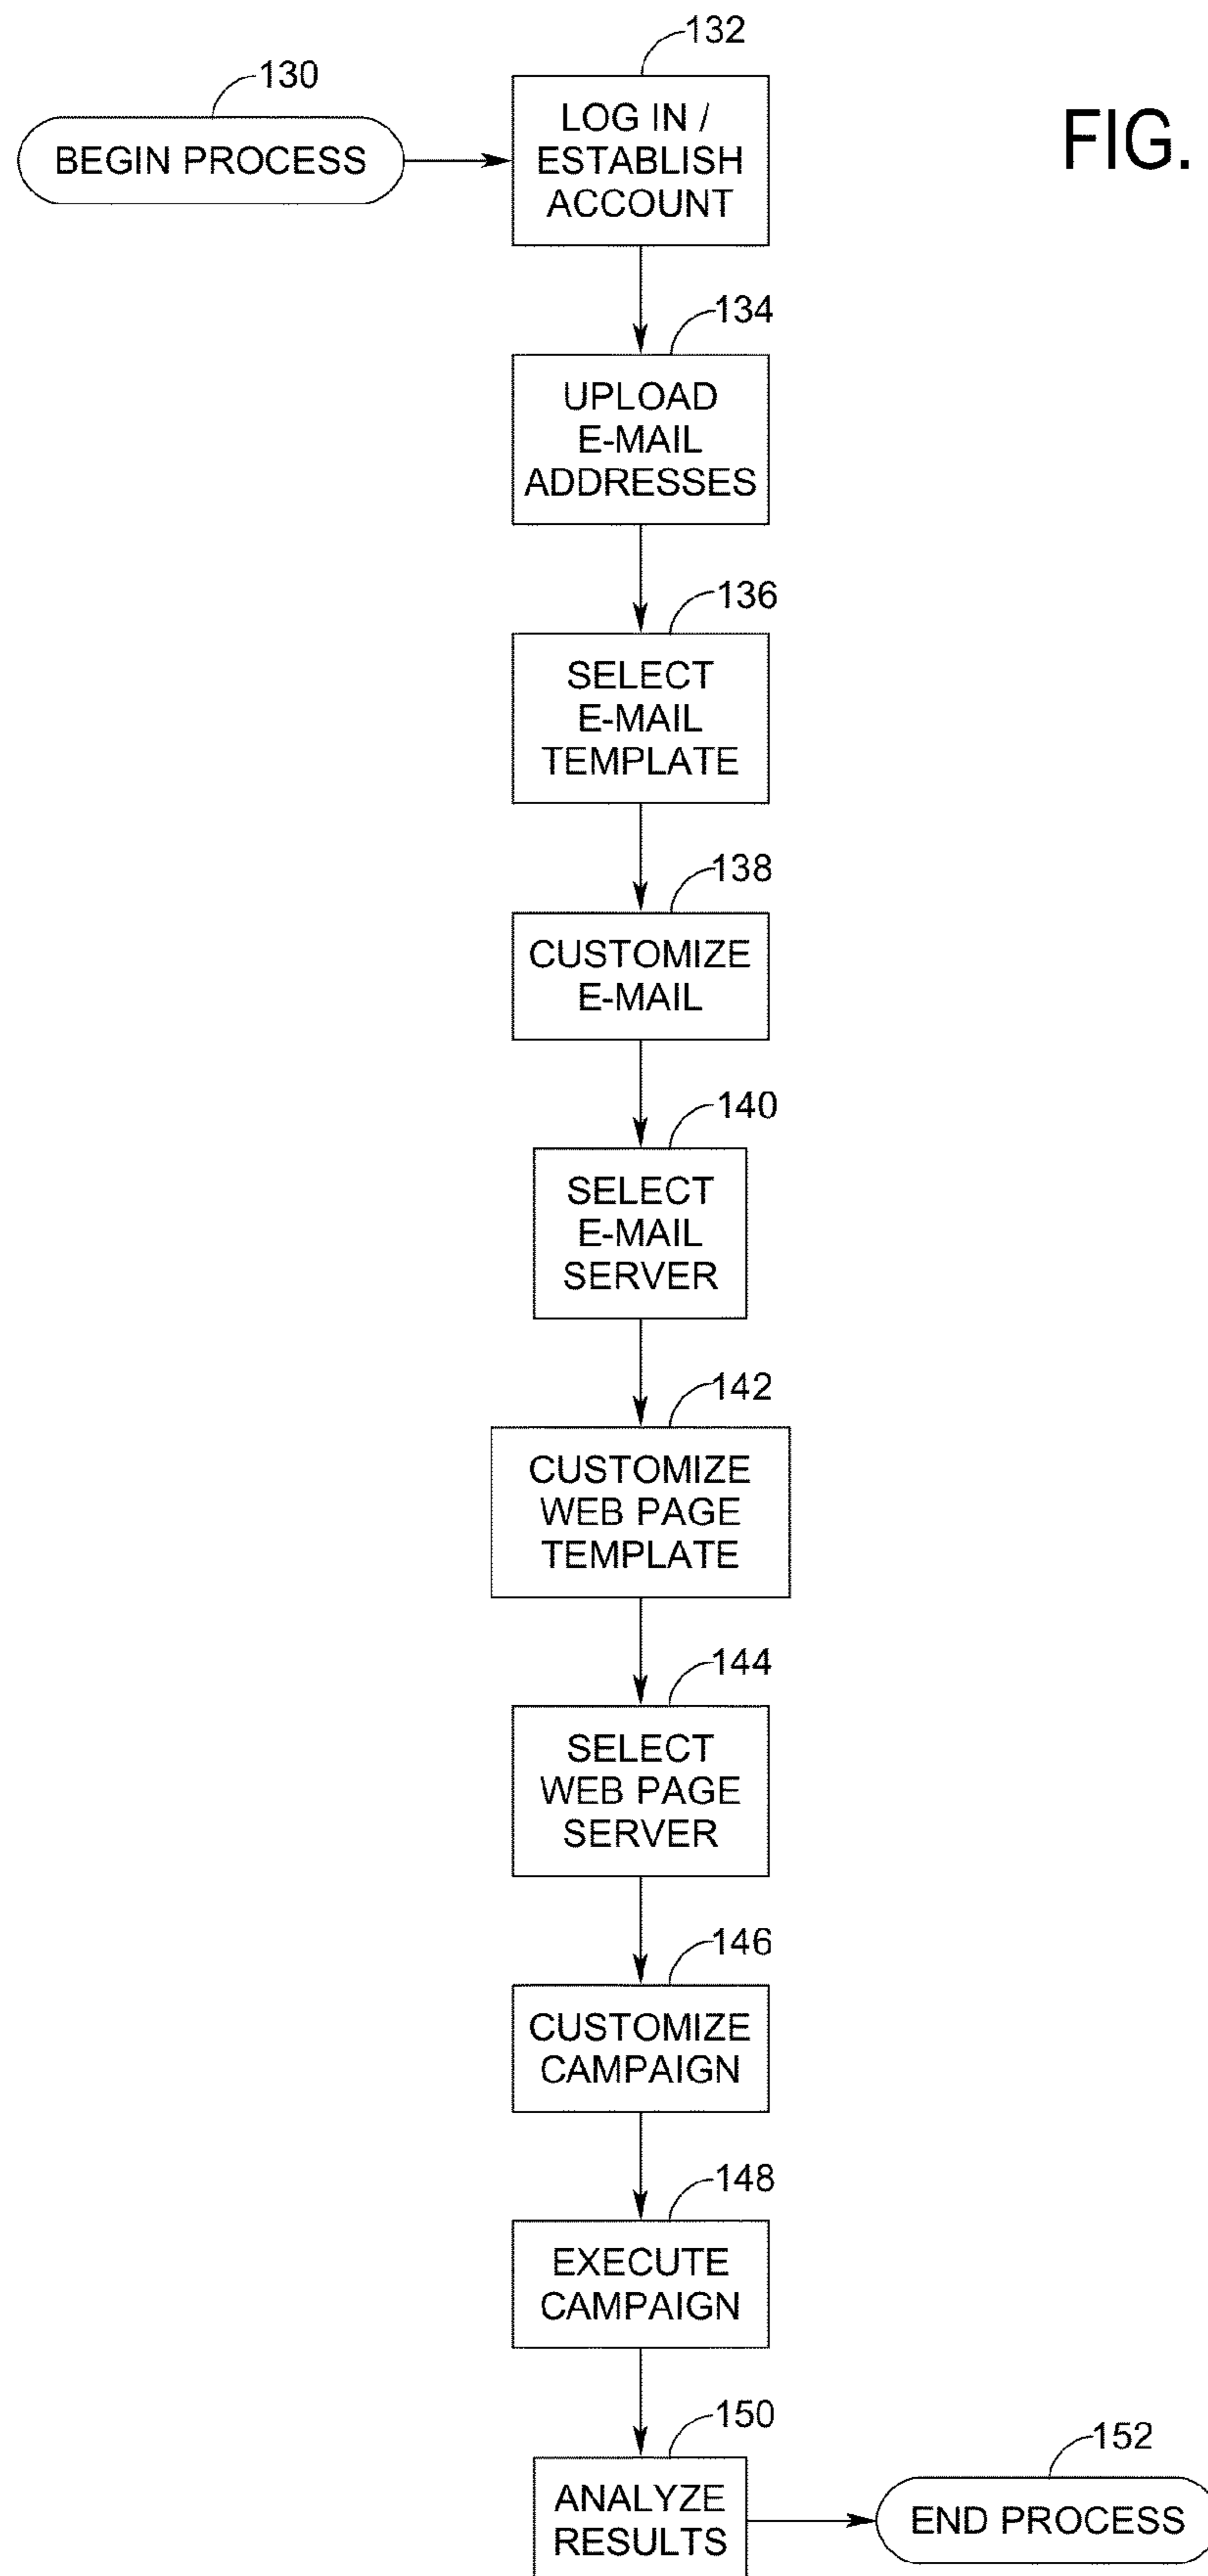 132
130
FIG.
BEGIN PROCESS
LOG IN /
ESTABLISH
ACCOUNT
134
UPLOAD
E-MAIL
ADDRESSES
136
SELECT
E-MAIL
TEMPLATE
138
CUSTOMIZE
E-MAIL
140
SELECT
E-MAIL
SERVER
142
CUSTOMIZE
WEB PAGE
TEMPLATE
144
SELECT
WEB PAGE
SERVER
146
CUSTOMIZE
CAMPAIGN
148
EXECUTE
CAMPAIGN
150
ANALYZE
RESULTS
152
END PROCESS